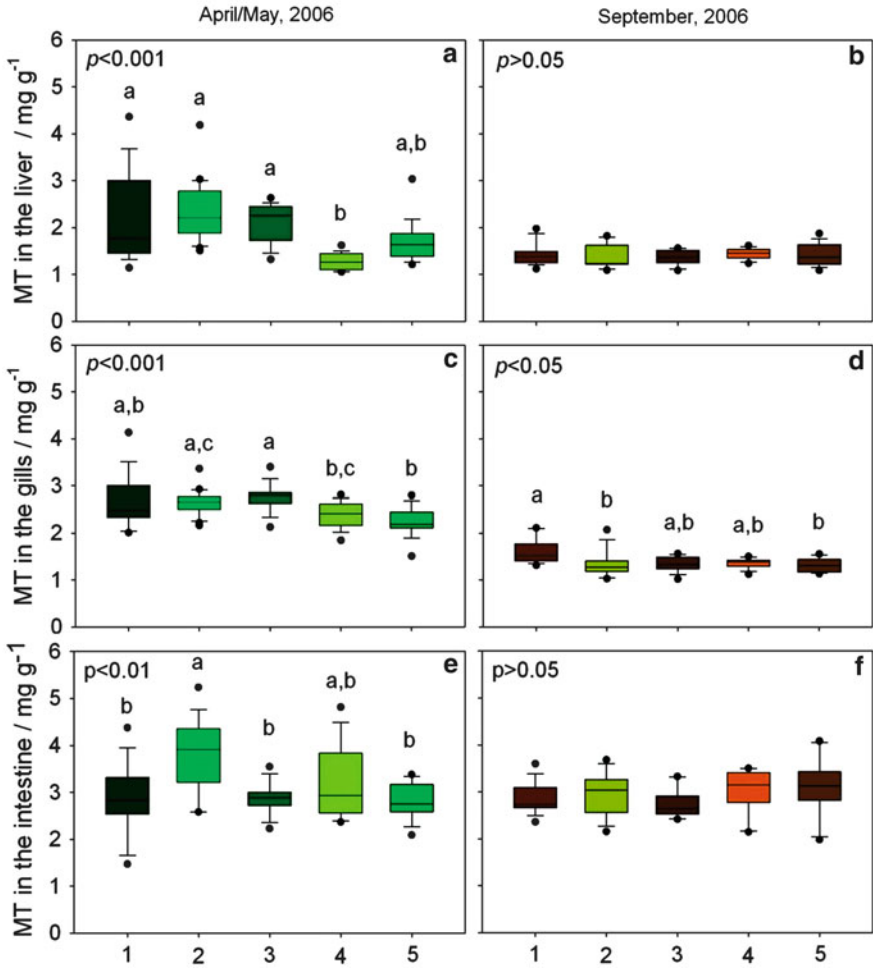 April/May, 2006
September, 2006
MT in the liver / mg g-1
6
5
4
3
2
1
0
p<0.001
a
a
a
a
b
a,b
p>0.05
b
MT in the gills / mg g-1
6
5
4
3
2
1
0
p<0.001
c
a,b
a,c
a
b,c
b
p<0.05
d
a
b
a,b
a,b
b
MT in the intestine / mg g-1
6
5
4
3
2
1
0
p<0.01
e
b
a
b
a,b
b
p>0.05
f
1 2 3 4 5
1 2 3 4 5